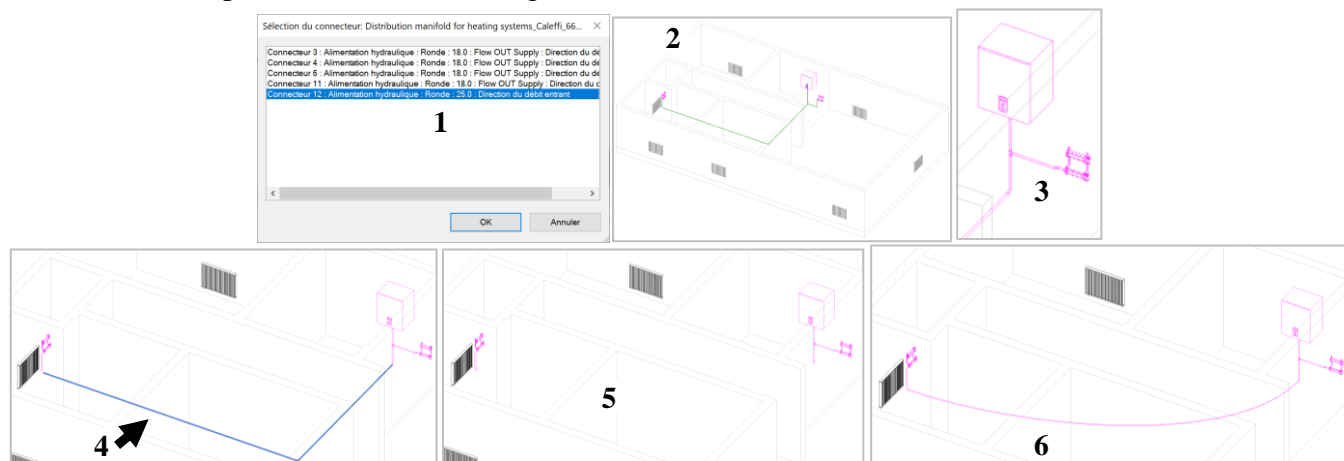 Sélection du connecteur: Distribution manifold for heating systems_Caleffi_66...
Connecteur 3 : Alimentation hydraulique : Ronde : 18.0 : Flow OUT Supply : Direction du dé
Connecteur 4 : Alimentation hydraulique : Ronde : 18.0 : Flow OUT Supply : Direction du dé
Connecteur 6 : Alimentation hydraulique : Ronde : 18.0 : Flow OUT Supply : Direction du dé
Connecteur 11 : Alimentation hydraulique : Ronde : 18.0 : Flow OUT Supply : Direction du d
Connecteur 12 : Alimentation hydraulique : Ronde : 25.0 : Direction du débit entrant
1
OK
Annuler
2
3
4
5
6